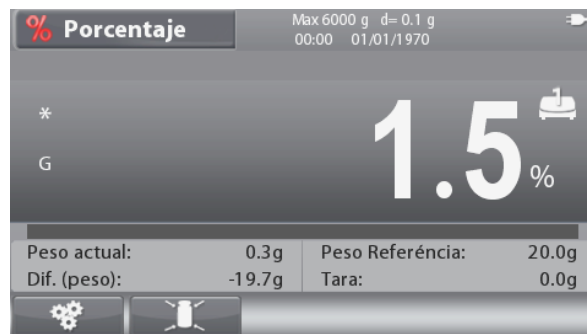 % Porcentaje
Max 6000 g d= 0.1 g
00:00 01/01/1970
*
1
1.5 %
G
Peso actual: 0.3g Peso Referéncia: 20.0g
Dif. (peso): -19.7g Tara: 0.0g